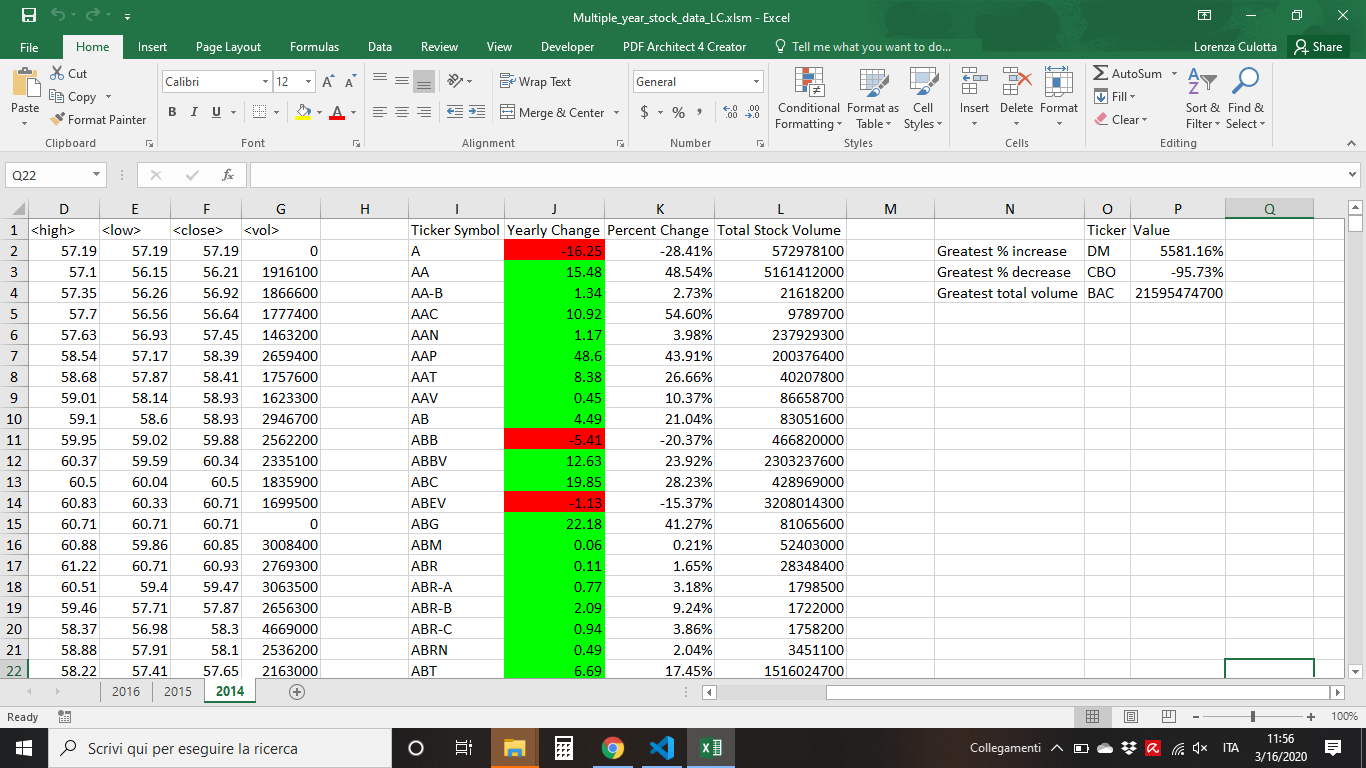 Multiple_year_stock_data_LC.xlsm - Excel
File Home Insert Page Layout Formulas Data Review View Developer PDF Architect 4 Creator Tell me what you want to do... Lorenza Culotta Share
Paste Cut Copy Format Painter Clipboard
Calibri 12 B I U A A A Font
Wrap Text Merge & Center Alignment
General $ % , Number
Conditional Formatting Format as Table Cell Styles Styles
Insert Delete Format Cells
AutoSum Fill Clear Sort & Filter Find & Select Editing
Q22 fx
D E F G H I J K L M N O P Q
1 <high> <low> <close> <vol> Ticker Symbol Yearly Change Percent Change Total Stock Volume Ticker Value
2 57.19 57.19 57.19 0 A -16.25 -28.41% 572978100 Greatest % increase DM 5581.16%
3 57.1 56.15 56.21 1916100 AA 15.48 48.54% 5161412000 Greatest % decrease CBO -95.73%
4 57.35 56.26 56.92 1866600 AA-B 1.34 2.73% 21618200 Greatest total volume BAC 21595474700
5 57.7 56.56 56.64 1777400 AAC 10.92 54.60% 9789700
6 57.63 56.93 57.45 1463200 AAN 1.17 3.98% 237929300
7 58.54 57.17 58.39 2659400 AAP 48.6 43.91% 200376400
8 58.68 57.87 58.41 1757600 AAT 8.38 26.66% 40207800
9 59.01 58.14 58.93 1623300 AAV 0.45 10.37% 86658700
10 59.1 58.6 58.93 2946700 AB 4.49 21.04% 83051600
11 59.95 59.02 59.88 2562200 ABB -5.41 -20.37% 466820000
12 60.37 59.59 60.34 2335100 ABBV 12.63 23.92% 2303237600
13 60.5 60.04 60.5 1835900 ABC 19.85 28.23% 428969000
14 60.83 60.33 60.71 1699500 ABEV -1.13 -15.37% 3208014300
15 60.71 60.71 60.71 0 ABG 22.18 41.27% 81065600
16 60.88 59.86 60.85 3008400 ABM 0.06 0.21% 52403000
17 61.22 60.71 60.93 2769300 ABR 0.11 1.65% 28348400
18 60.51 59.4 59.47 3063500 ABR-A 0.77 3.18% 1798500
19 59.46 57.71 57.87 2656300 ABR-B 2.09 9.24% 1722000
20 58.37 56.98 58.3 4669000 ABR-C 0.94 3.86% 1758200
21 58.88 57.91 58.1 2536200 ABRN 0.49 2.04% 3451100
22 58.22 57.41 57.65 2163000 ABT 6.69 17.45% 1516024700
2016 2015 2014
Ready 100%
Scrivi qui per eseguire la ricerca Collegamenti ITA 11:56
3/16/2020